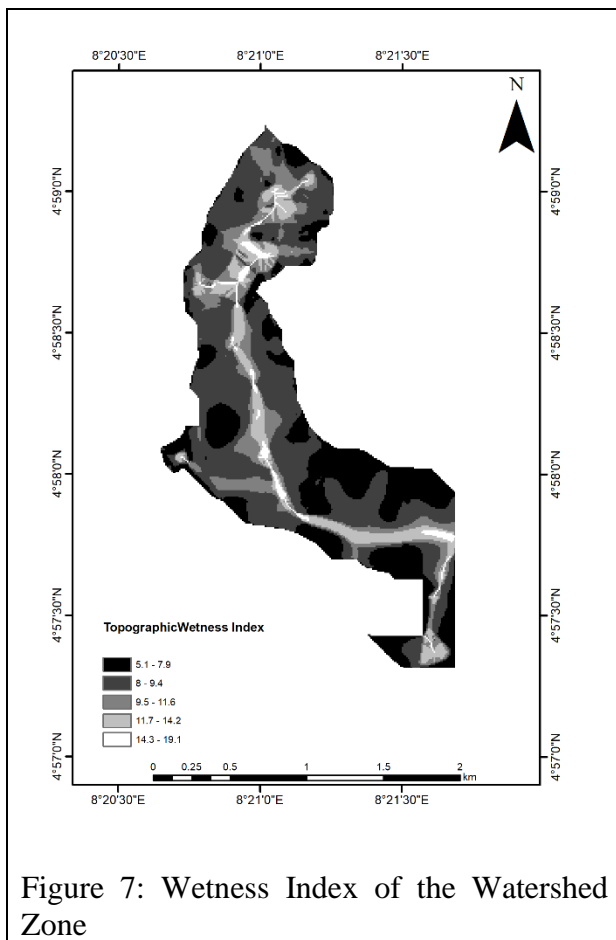 8°20'30"E 8°21'0"E 8°21'30"E
N
4°59'0"N 4°59'0"N
4°58'30"N 4°58'30"N
4°58'0"N 4°58'0"N
4°57'30"N 4°57'30"N
TopographicWetness Index
5.1 - 7.9
8 - 9.4
9.5 - 11.6
11.7 - 14.2
14.3 - 19.1
4°57'0"N 4°57'0"N
0 0.25 0.5 1 1.5 2
km
8°20'30"E 8°21'0"E 8°21'30"E
Figure 7: Wetness Index of the Watershed
Zone